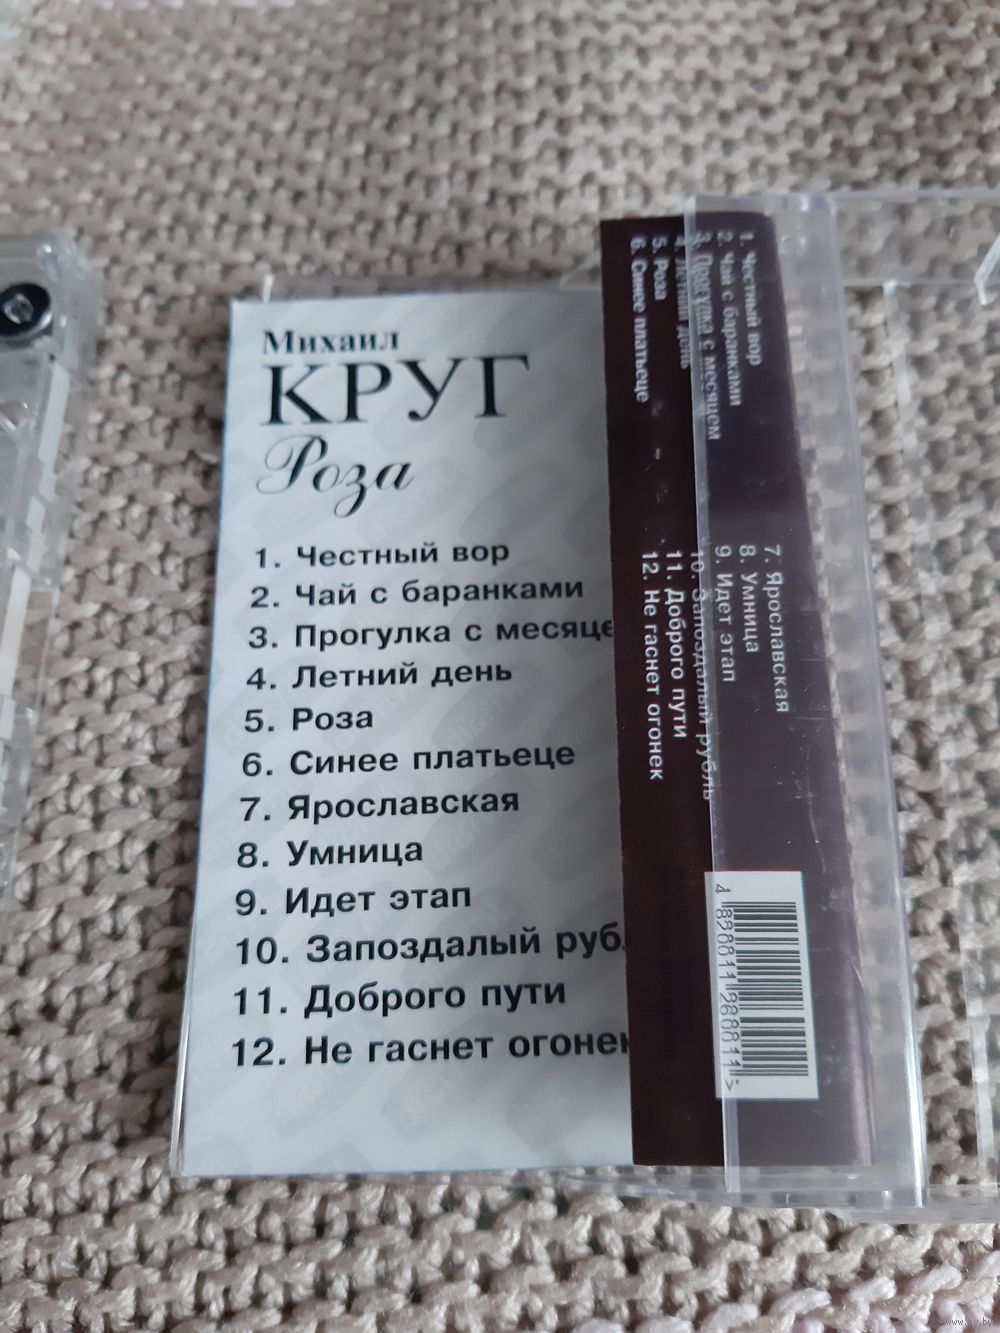 Михаил
КРУГ
Роза
1. Честный вор
2. Чай с баранками
3. Прогулка с месяце
4. Летний день
5. Роза
6. Синее платьеце
7. Ярославская
8. Умница
9. Идет этап
10. Запоздалый руб
11. Доброго пути
12. Не гаснет огонек
1. Честный вор
2. Чай с баранками
3. Прогулка с месяцем
4. Летний день
5. Роза
6. Синее платьеце
7. Ярославская
8. Умница
9. Идет этап
10. Запоздалый рубль
11. Доброго пути
12. Не гаснет огонек